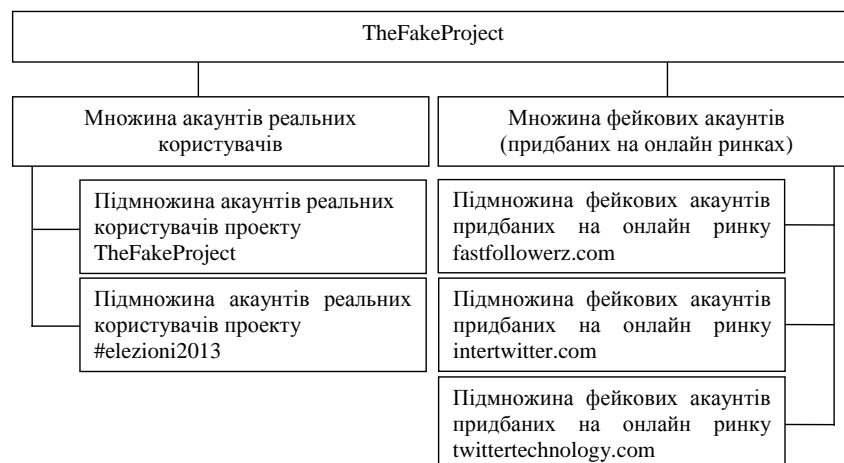 TheFakeProject
Множина акаунтів реальних
користувачів
Множина фейкових акаунтів
(придбаних на онлайн ринках)
Підмножина акаунтів реальних
користувачів проекту
TheFakeProject
Підмножина акаунтів реальних
користувачів проекту
#elezioni2013
Підмножина фейкових акаунтів
придбаних на онлайн ринку
fastfollowerz.com
Підмножина фейкових акаунтів
придбаних на онлайн ринку
intertwitter.com
Підмножина фейкових акаунтів
придбаних на онлайн ринку
twittertechnology.com